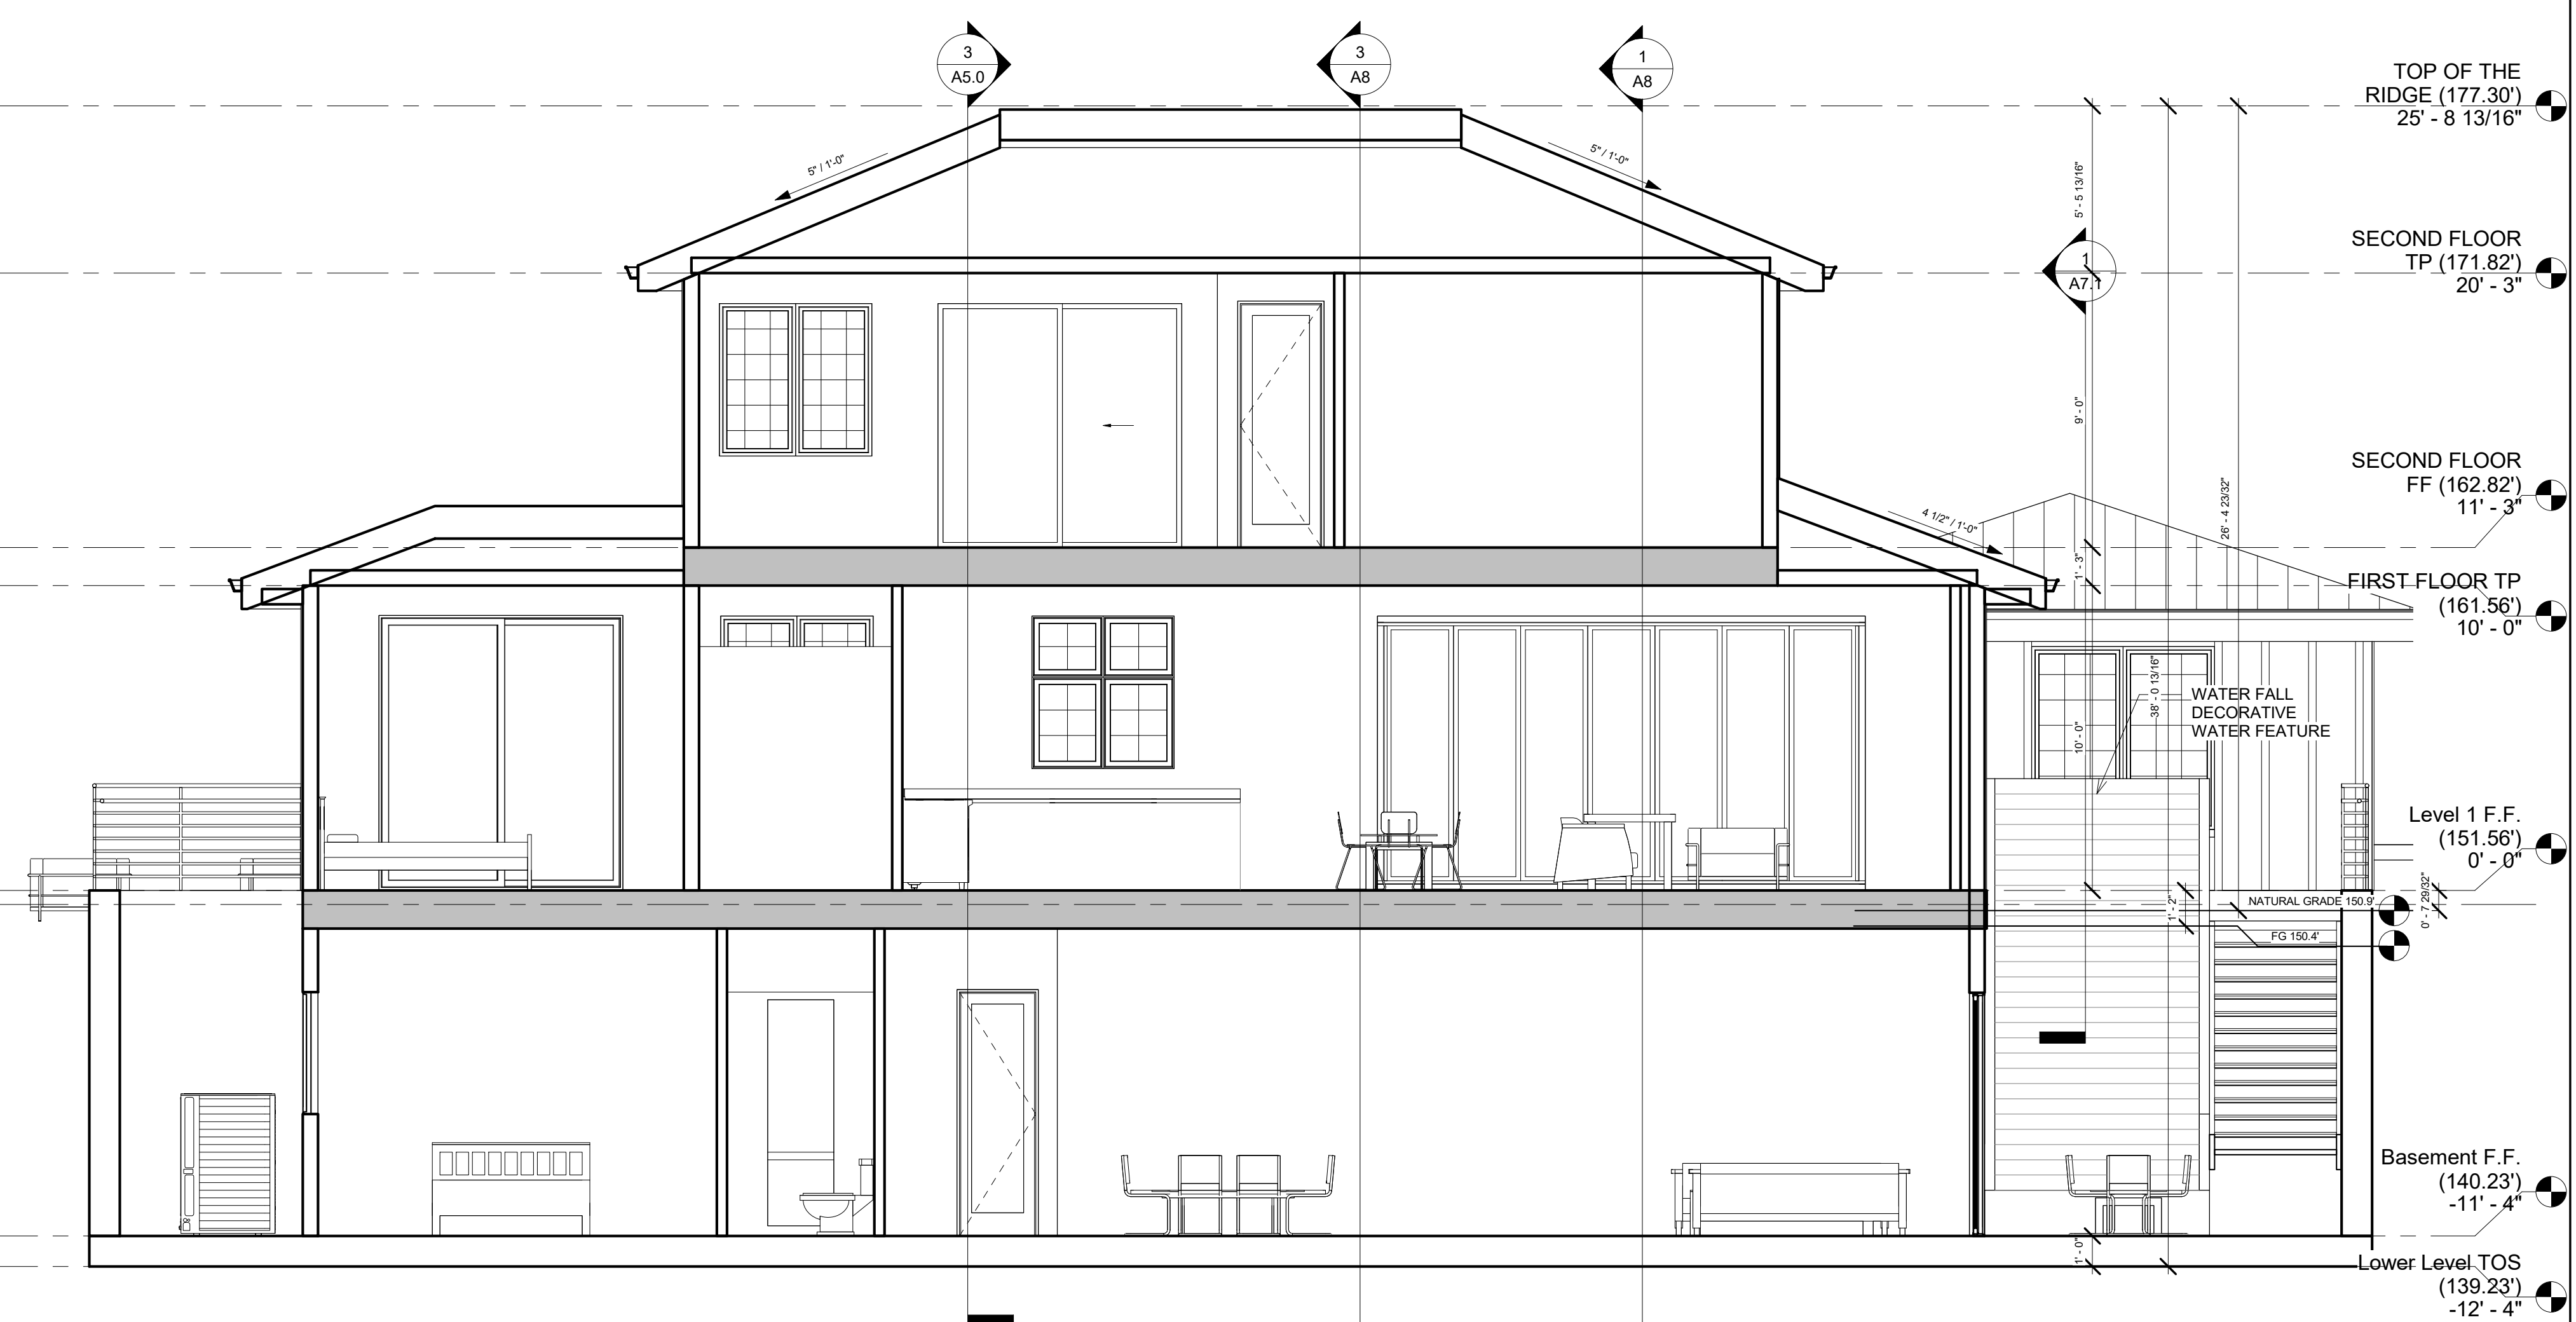 3
A5.0
3
A8
1
A8
TOP OF THE
RIDGE (177.30')
25' - 8 13/16"
5" / 1'-0"
5" / 1'-0"
5' - 5 13/16"
SECOND FLOOR
TP (171.82')
20' - 3"
1
A7.1
9' - 0"
SECOND FLOOR
FF (162.82')
11' - 3"
4 1/2" / 1'-0"
26' - 4 23/32"
1' - 3"
FIRST FLOOR TP
(161.56')
10' - 0"
38' - 0 13/16"
10' - 0"
WATER FALL
DECORATIVE
WATER FEATURE
Level 1 F.F.
(151.56')
0' - 0"
1' - 2"
NATURAL GRADE 150.9'
0' - 7 29/32"
FG 150.4'
Basement F.F.
(140.23')
-11' - 4"
1' - 0"
Lower Level TOS
(139.23')
-12' - 4"